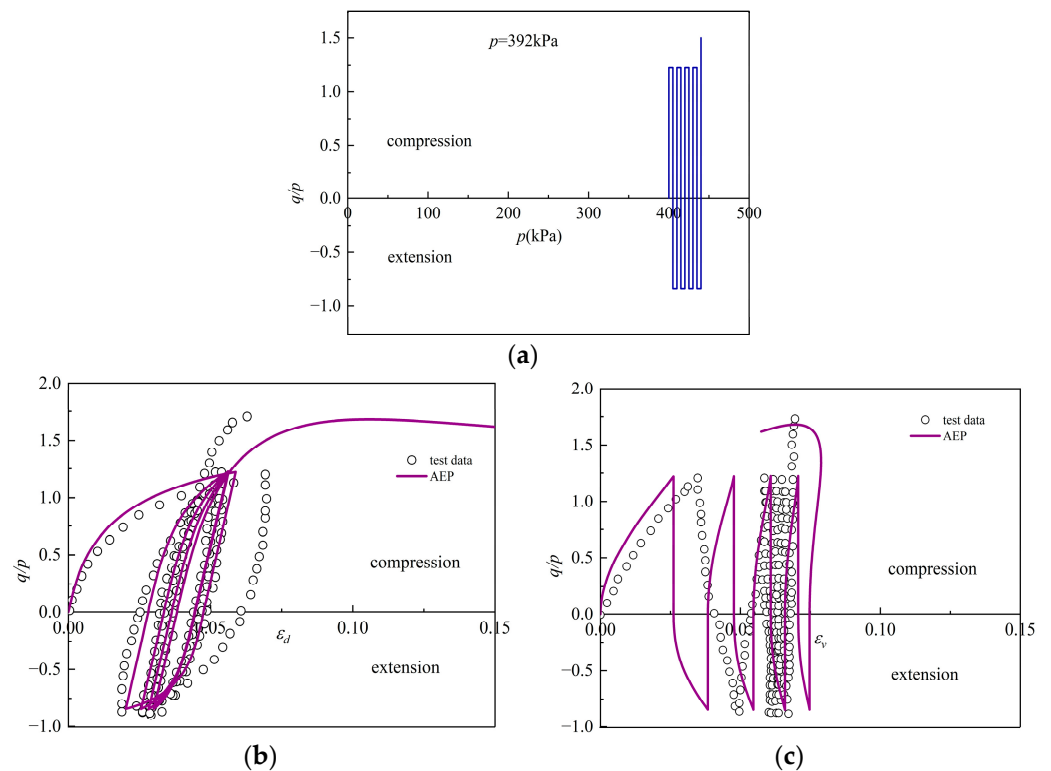 1.5
p=392kPa
1.0
compression
0.5
q/p
0.0
0 100 200 300 400 500
p(kPa)
−0.5
extension
−1.0
(a)
2.0
test data
AEP
1.5
1.0
0.5
q/p
compression
0.0
0.00 0.05 0.10 0.15
ε_d
−0.5
extension
−1.0
(b)
2.0
test data
AEP
1.5
1.0
0.5
q/p
compression
0.0
0.00 0.05 0.10 0.15
ε_v
−0.5
extension
−1.0
(c)